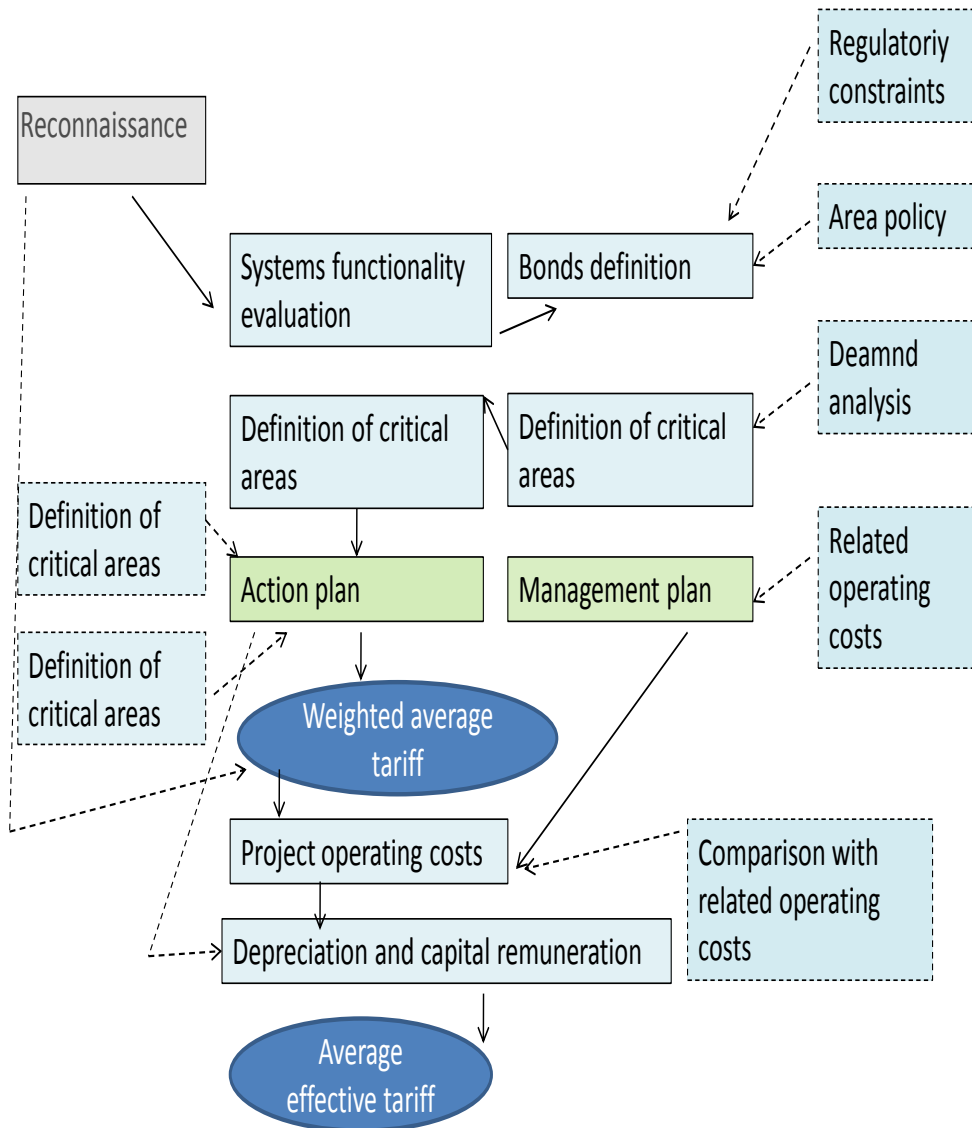 Regulatoriy
constraints
Reconnaissance
Area policy
Systems functionality
evaluation
Bonds definition
Deamnd
analysis
Definition of critical
areas
Definition of critical
areas
Definition of
critical areas
Related
operating
costs
Action plan
Management plan
Definition of
critical areas
Weighted average
tariff
Project operating costs
Comparison with
related operating
costs
Depreciation and capital remuneration
Average
effective tariff